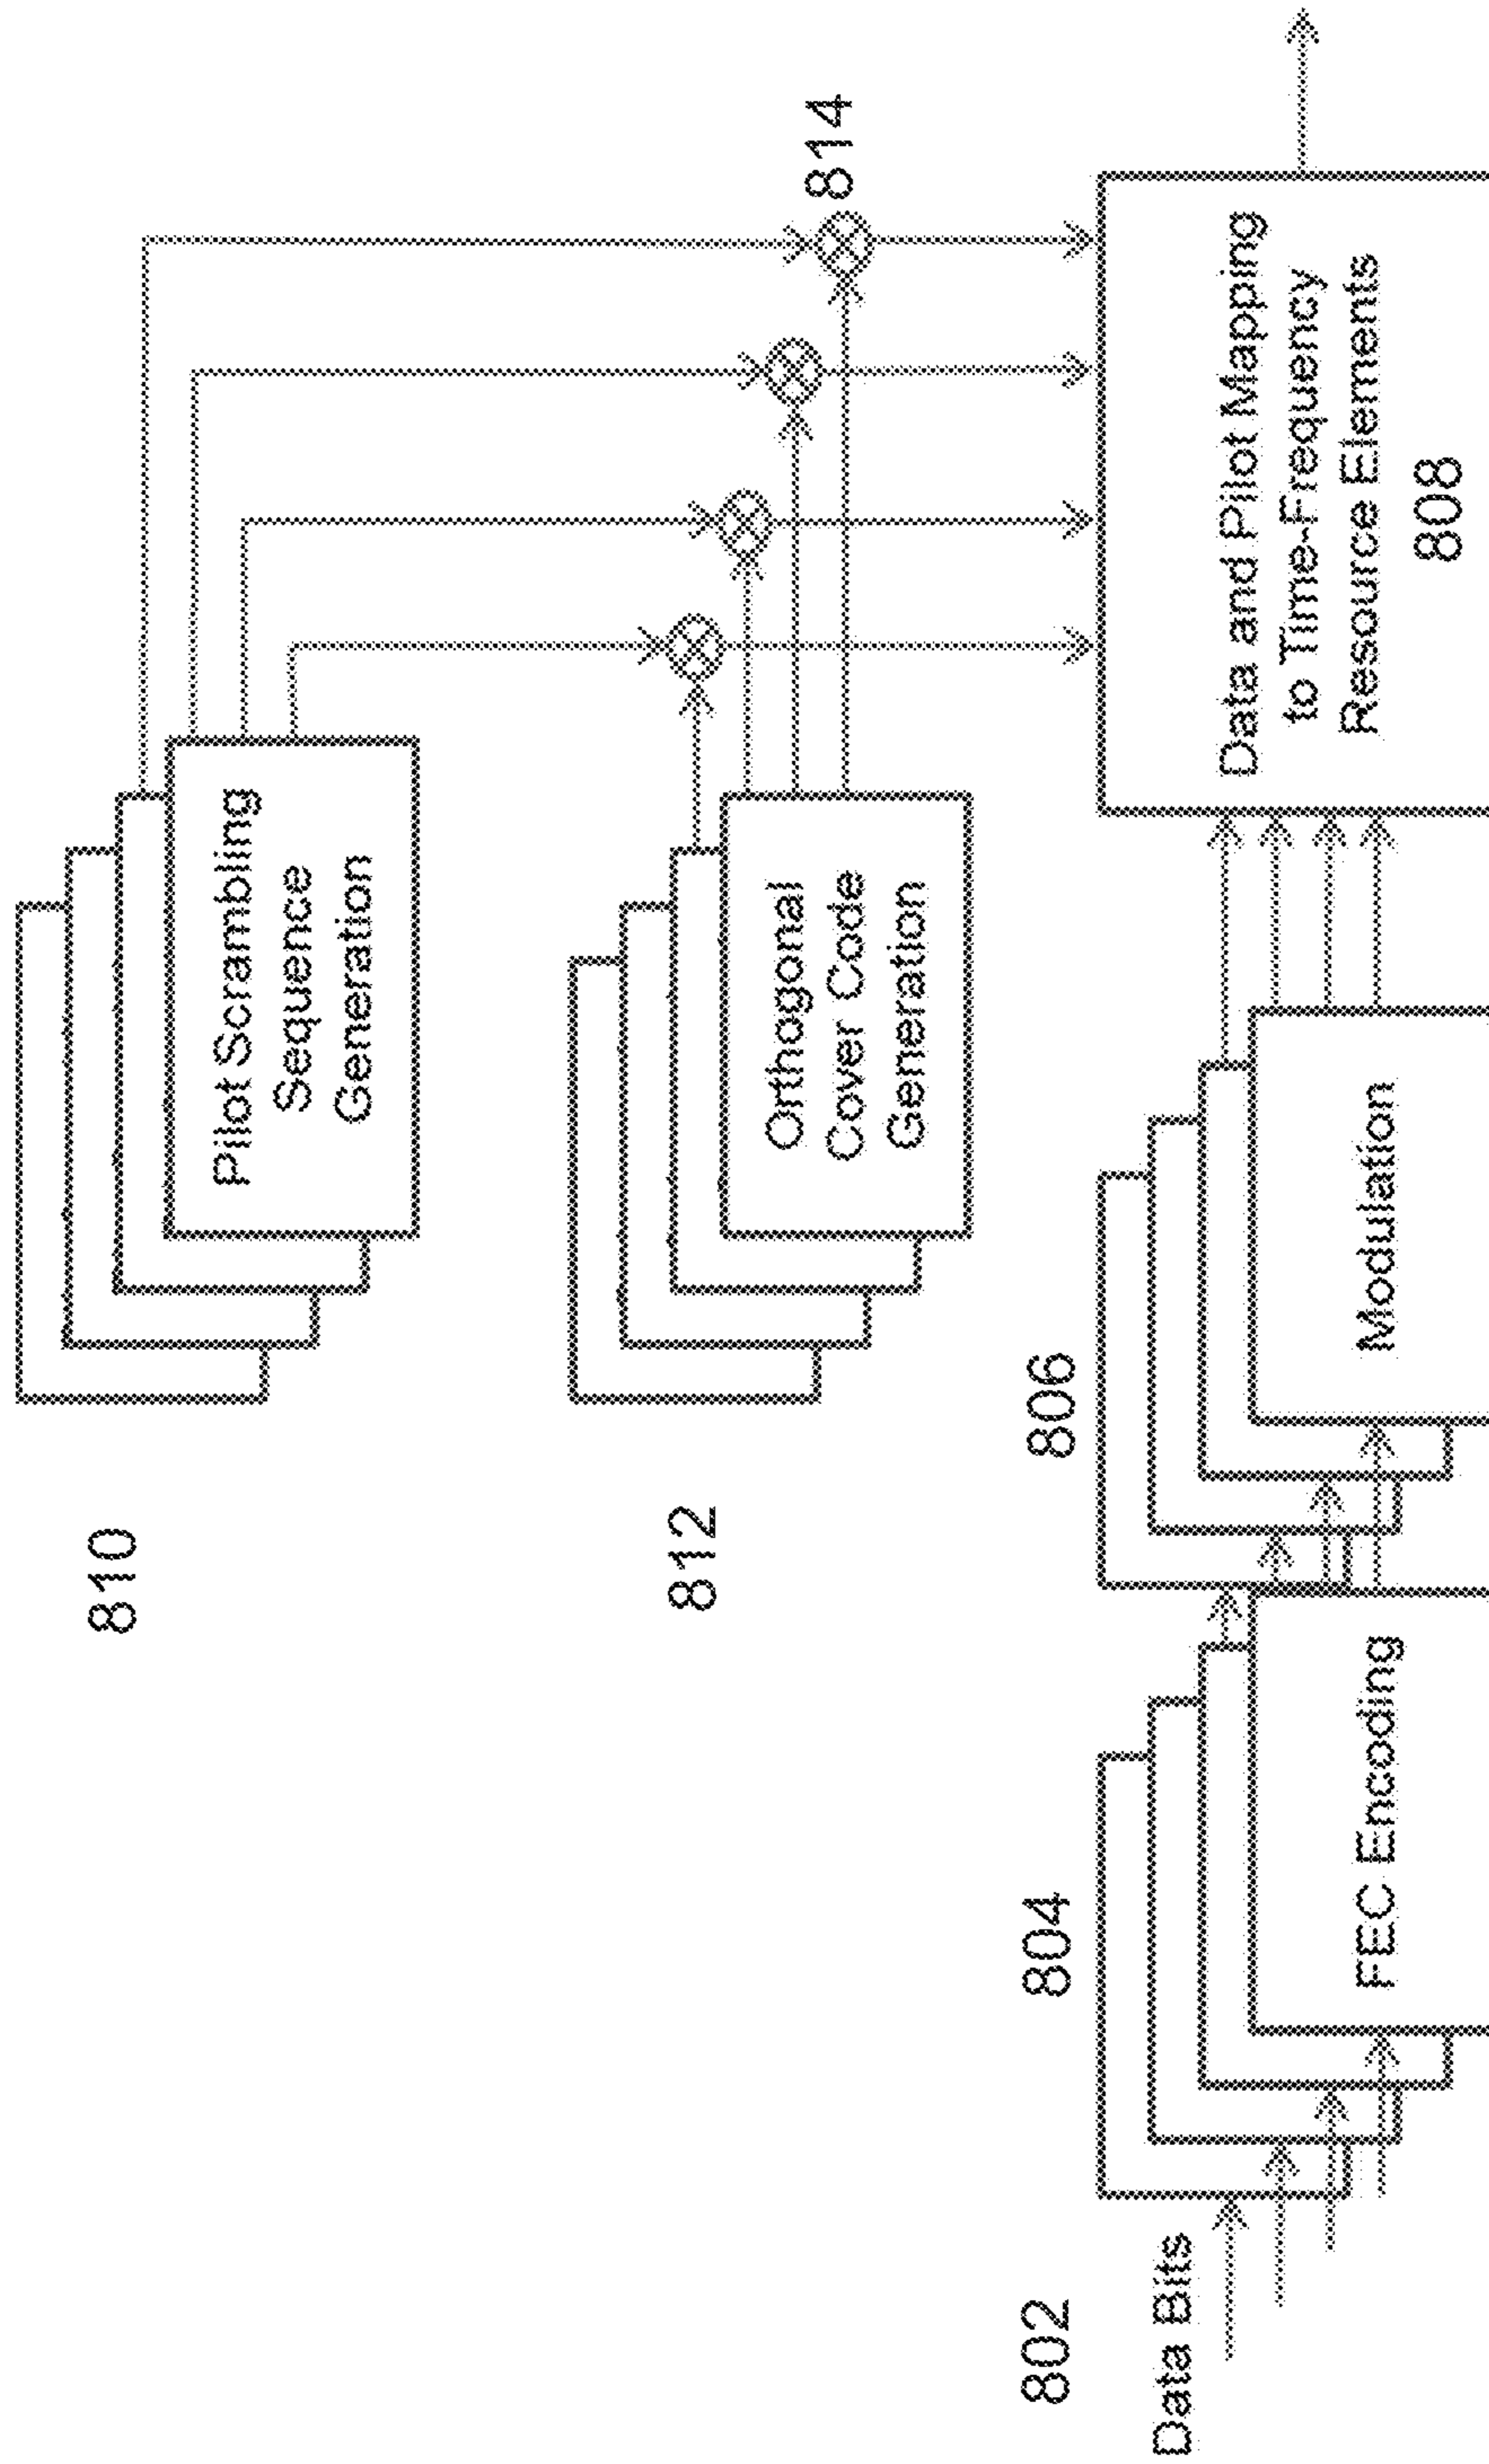 810
Pilot Scrambling
Sequence
Generation
812
Orthogonal
Cover Code
Generation
814
802
Data Bits
804
FEC Encoding
806
Modulation
Data and Pilot Mapping
to Time-Frequency
Resource Elements
808